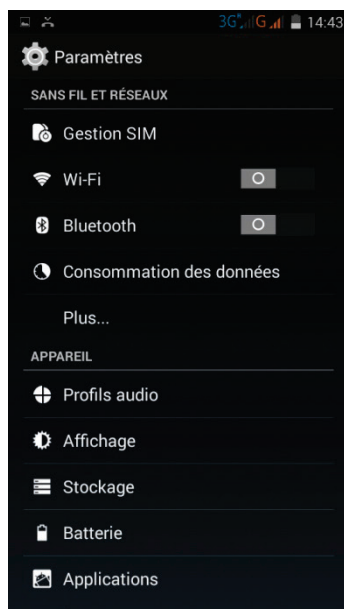 3G G 14:43
Paramètres
SANS FIL ET RÉSEAUX
Gestion SIM
Wi-Fi
Bluetooth
Consommation des données
Plus...
APPAREIL
Profils audio
Affichage
Stockage
Batterie
Applications